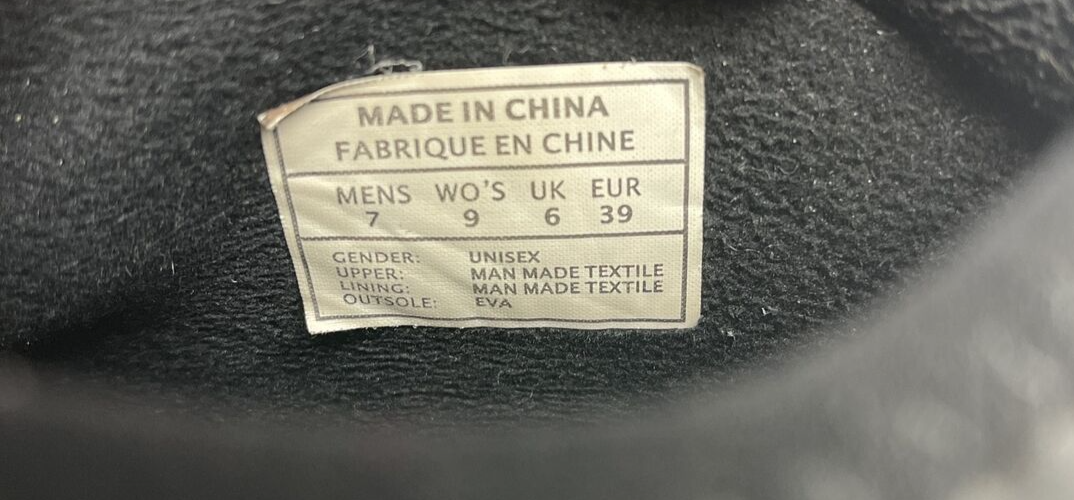 MADE IN CHINA
FABRIQUE EN CHINE
MENS WO'S UK EUR
7 9 6 39
GENDER: UNISEX
UPPER: MAN MADE TEXTILE
LINING: MAN MADE TEXTILE
OUTSOLE: EVA